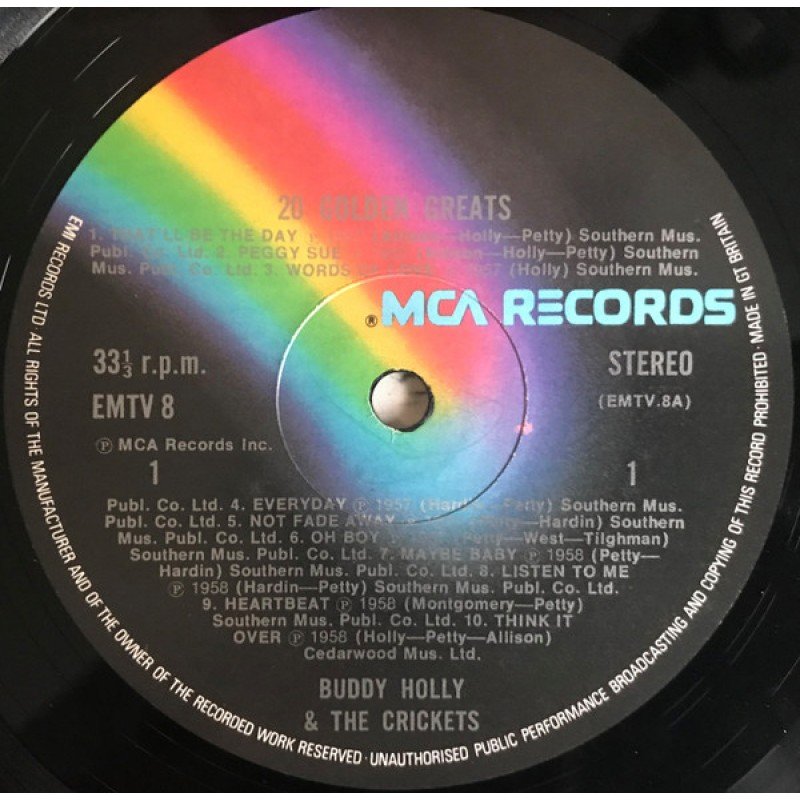 20 GOLDEN GREATS
1. THAT'LL BE THE DAY Holly—Petty) Southern Mus.
Publ. Co. Ltd. 2. PEGGY SUE Holly—Petty) Southern
Mus. Publ. Co. Ltd. 3. WORDS OF LOVE (Holly) Southern Mus.
® MCA RECORDS
33⅓ r.p.m.
STEREO
EMTV 8
(EMTV.8A)
℗ MCA Records Inc.
1
1
Publ. Co. Ltd. 4. EVERYDAY ℗ 1957 (Hardin—Petty) Southern Mus.
Publ. Co. Ltd. 5. NOT FADE AWAY Petty—Hardin) Southern
Mus. Publ. Co. Ltd. 6. OH BOY Petty—West—Tilghman)
Southern Mus. Publ. Co. Ltd. 7. MAYBE BABY ℗ 1958 (Petty—
Hardin) Southern Mus. Publ. Co. Ltd. 8. LISTEN TO ME
℗ 1958 (Hardin—Petty) Southern Mus. Publ. Co. Ltd.
9. HEARTBEAT ℗ 1958 (Montgomery—Petty)
Southern Mus. Publ. Co. Ltd. 10. THINK IT
OVER ℗ 1958 (Holly—Petty—Allison)
Cedarwood Mus. Ltd.
BUDDY HOLLY
& THE CRICKETS
EMI RECORDS LTD · ALL RIGHTS OF THE MANUFACTURER AND OF THE OWNER OF THE RECORDED WORK RESERVED · UNAUTHORISED PUBLIC PERFORMANCE BROADCASTING AND COPYING OF THIS RECORD PROHIBITED · MADE IN GT BRITAIN